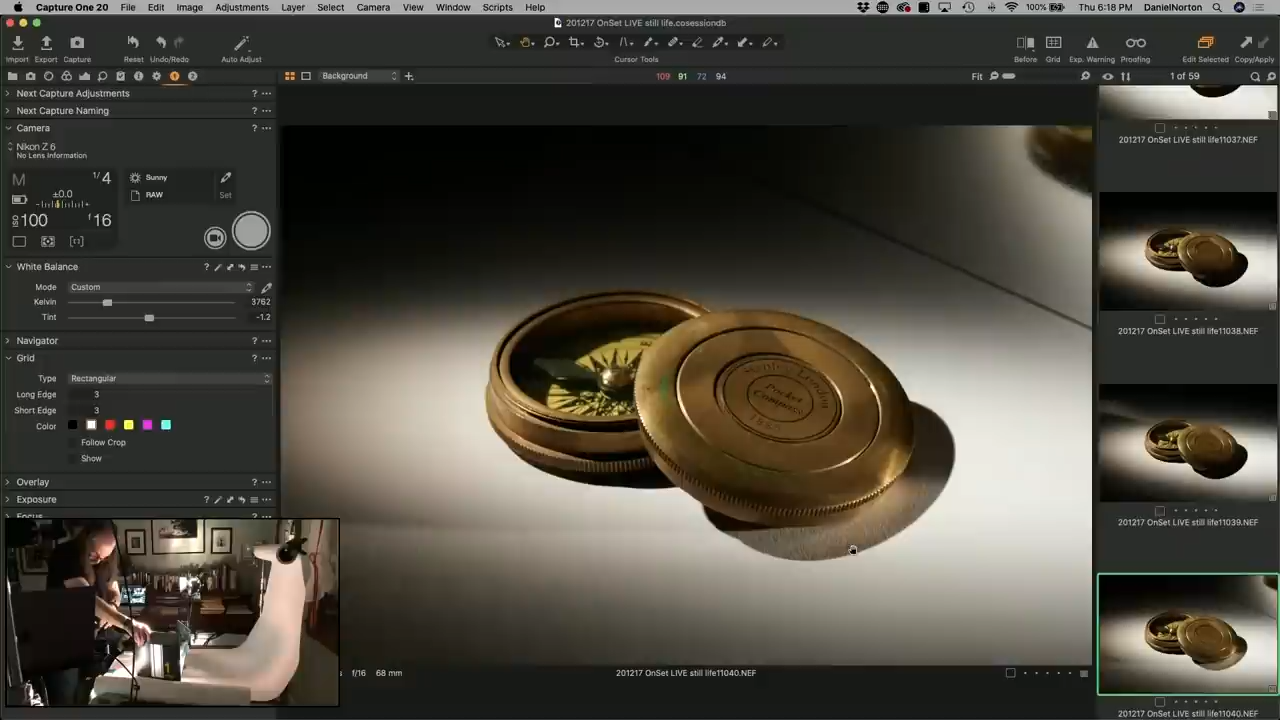 Capture One 20 File Edit Image Adjustments Layer Select Camera View Window Scripts Help 100% Thu 6:18 PM DanielNorton
201217 OnSet LIVE still life.cosessiondb
Import Export Capture Reset Undo/Redo Auto Adjust Cursor Tools Before Grid Exp. Warning Proofing Edit Selected Copy/Apply
Background 109 91 72 94 Fit 1 of 59
Next Capture Adjustments ? ...
Next Capture Naming ? ...
Camera ? ...
Nikon Z 6
No Lens Information
M 1/4 Sunny
±0.0 RAW Set
ISO 100 f16
White Balance ? ...
Mode Custom
Kelvin 3762
Tint -1.2
Navigator ? ...
Grid ? ...
Type Rectangular
Long Edge 3
Short Edge 3
Color
Follow Crop
Show
Overlay ? ...
Exposure ? ...
Focus
Stanley London
Pocket
Compass
1885
f/16 68 mm 201217 OnSet LIVE still life11040.NEF
201217 OnSet LIVE still life11037.NEF
201217 OnSet LIVE still life11038.NEF
201217 OnSet LIVE still life11039.NEF
201217 OnSet LIVE still life11040.NEF